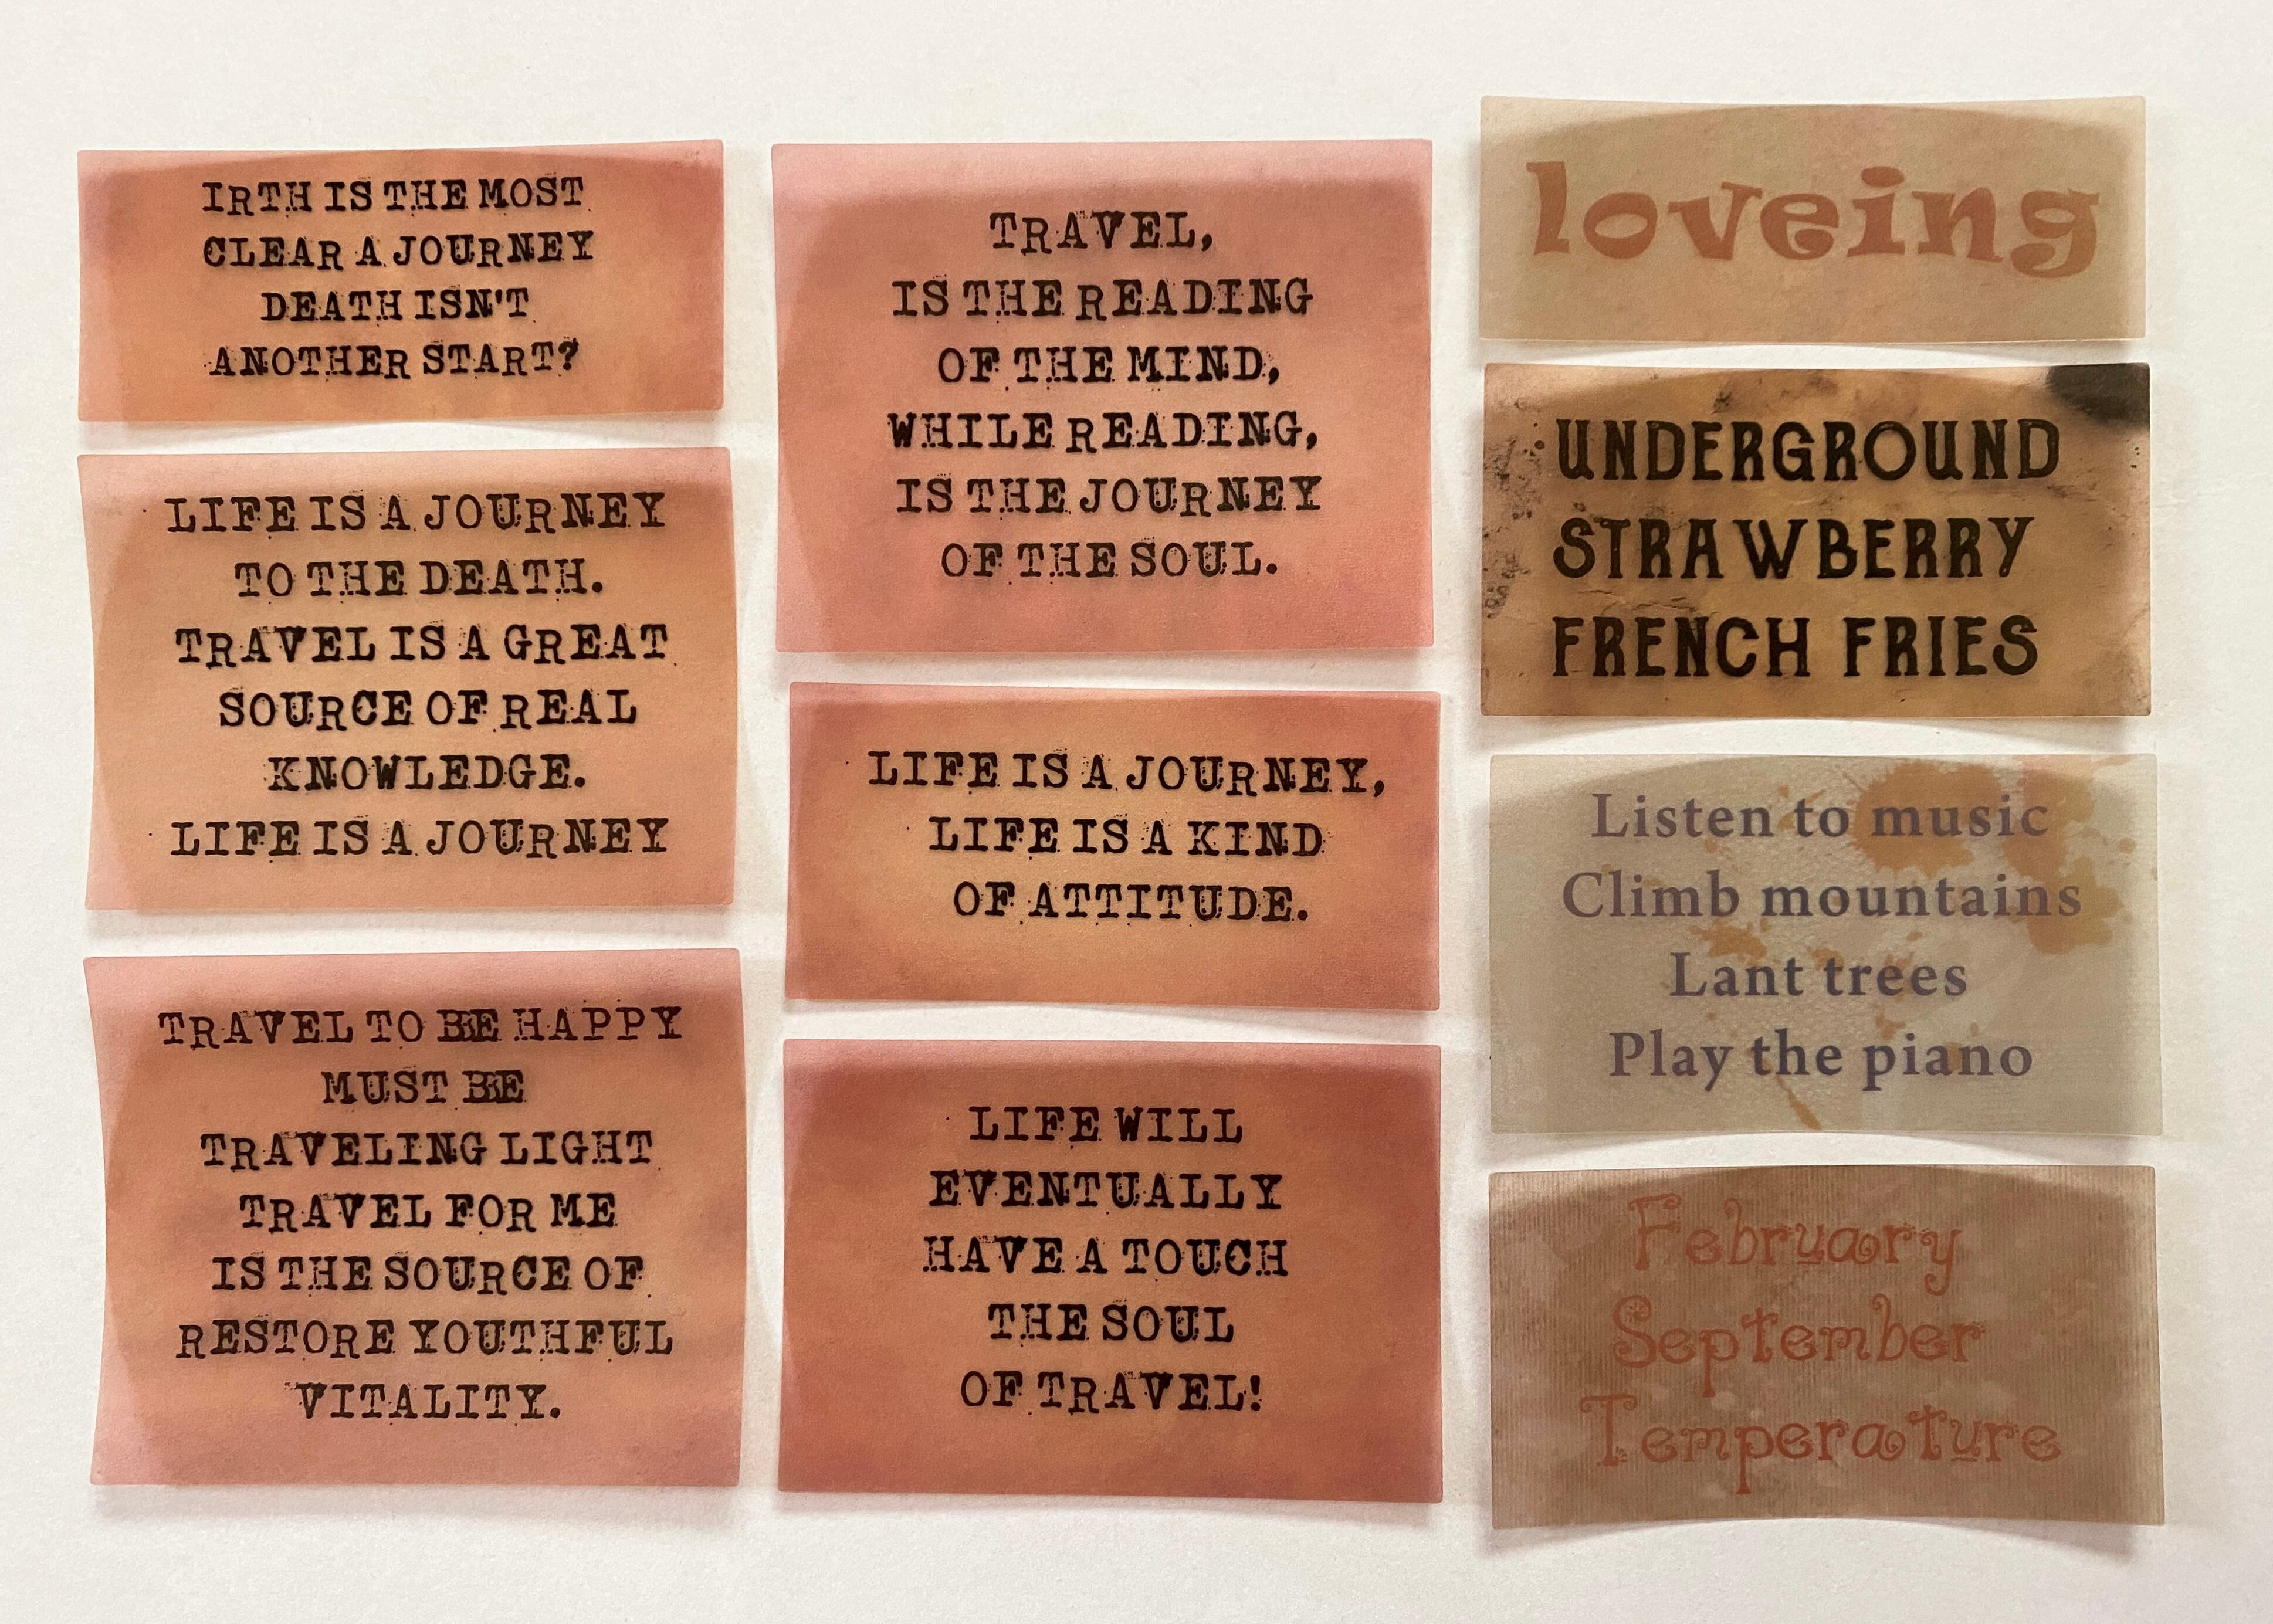 IRTH IS THE MOST
CLEAR A JOURNEY
DEATH ISN'T
ANOTHER START?
LIFE IS A JOURNEY
TO THE DEATH.
TRAVEL IS A GREAT
SOURCE OF REAL
KNOWLEDGE.
LIFE IS A JOURNEY
TRAVEL TO BE HAPPY
MUST BE
TRAVELING LIGHT
TRAVEL FOR ME
IS THE SOURCE OF
RESTORE YOUTHFUL
VITALITY.
TRAVEL,
IS THE READING
OF THE MIND,
WHILE READING,
IS THE JOURNEY
OF THE SOUL.
LIFE IS A JOURNEY,
LIFE IS A KIND
OF ATTITUDE.
LIFE WILL
EVENTUALLY
HAVE A TOUCH
THE SOUL
OF TRAVEL!
loveing
UNDERGROUND
STRAWBERRY
FRENCH FRIES
Listen to music
Climb mountains
Lant trees
Play the piano
February
September
Temperature